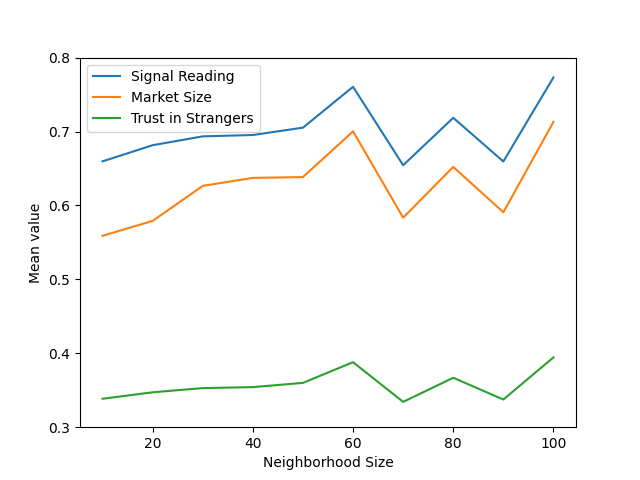 0.8
0.7
0.6
0.5
0.4
0.3
Mean value
Signal Reading
Market Size
Trust in Strangers
20 40 60 80 100
Neighborhood Size